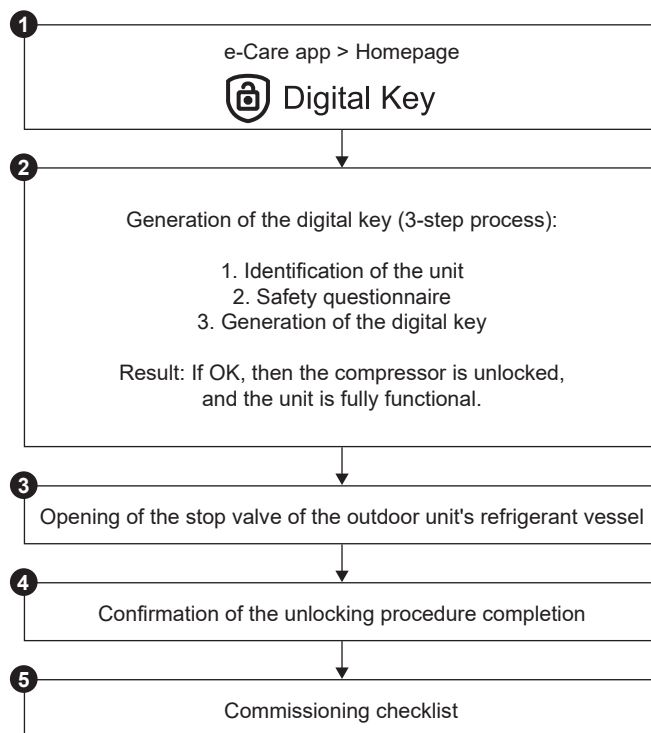 1
e-Care app > Homepage
Digital Key
2
Generation of the digital key (3-step process):
1. Identification of the unit
2. Safety questionnaire
3. Generation of the digital key
Result: If OK, then the compressor is unlocked,
and the unit is fully functional.
3
Opening of the stop valve of the outdoor unit's refrigerant vessel
4
Confirmation of the unlocking procedure completion
5
Commissioning checklist